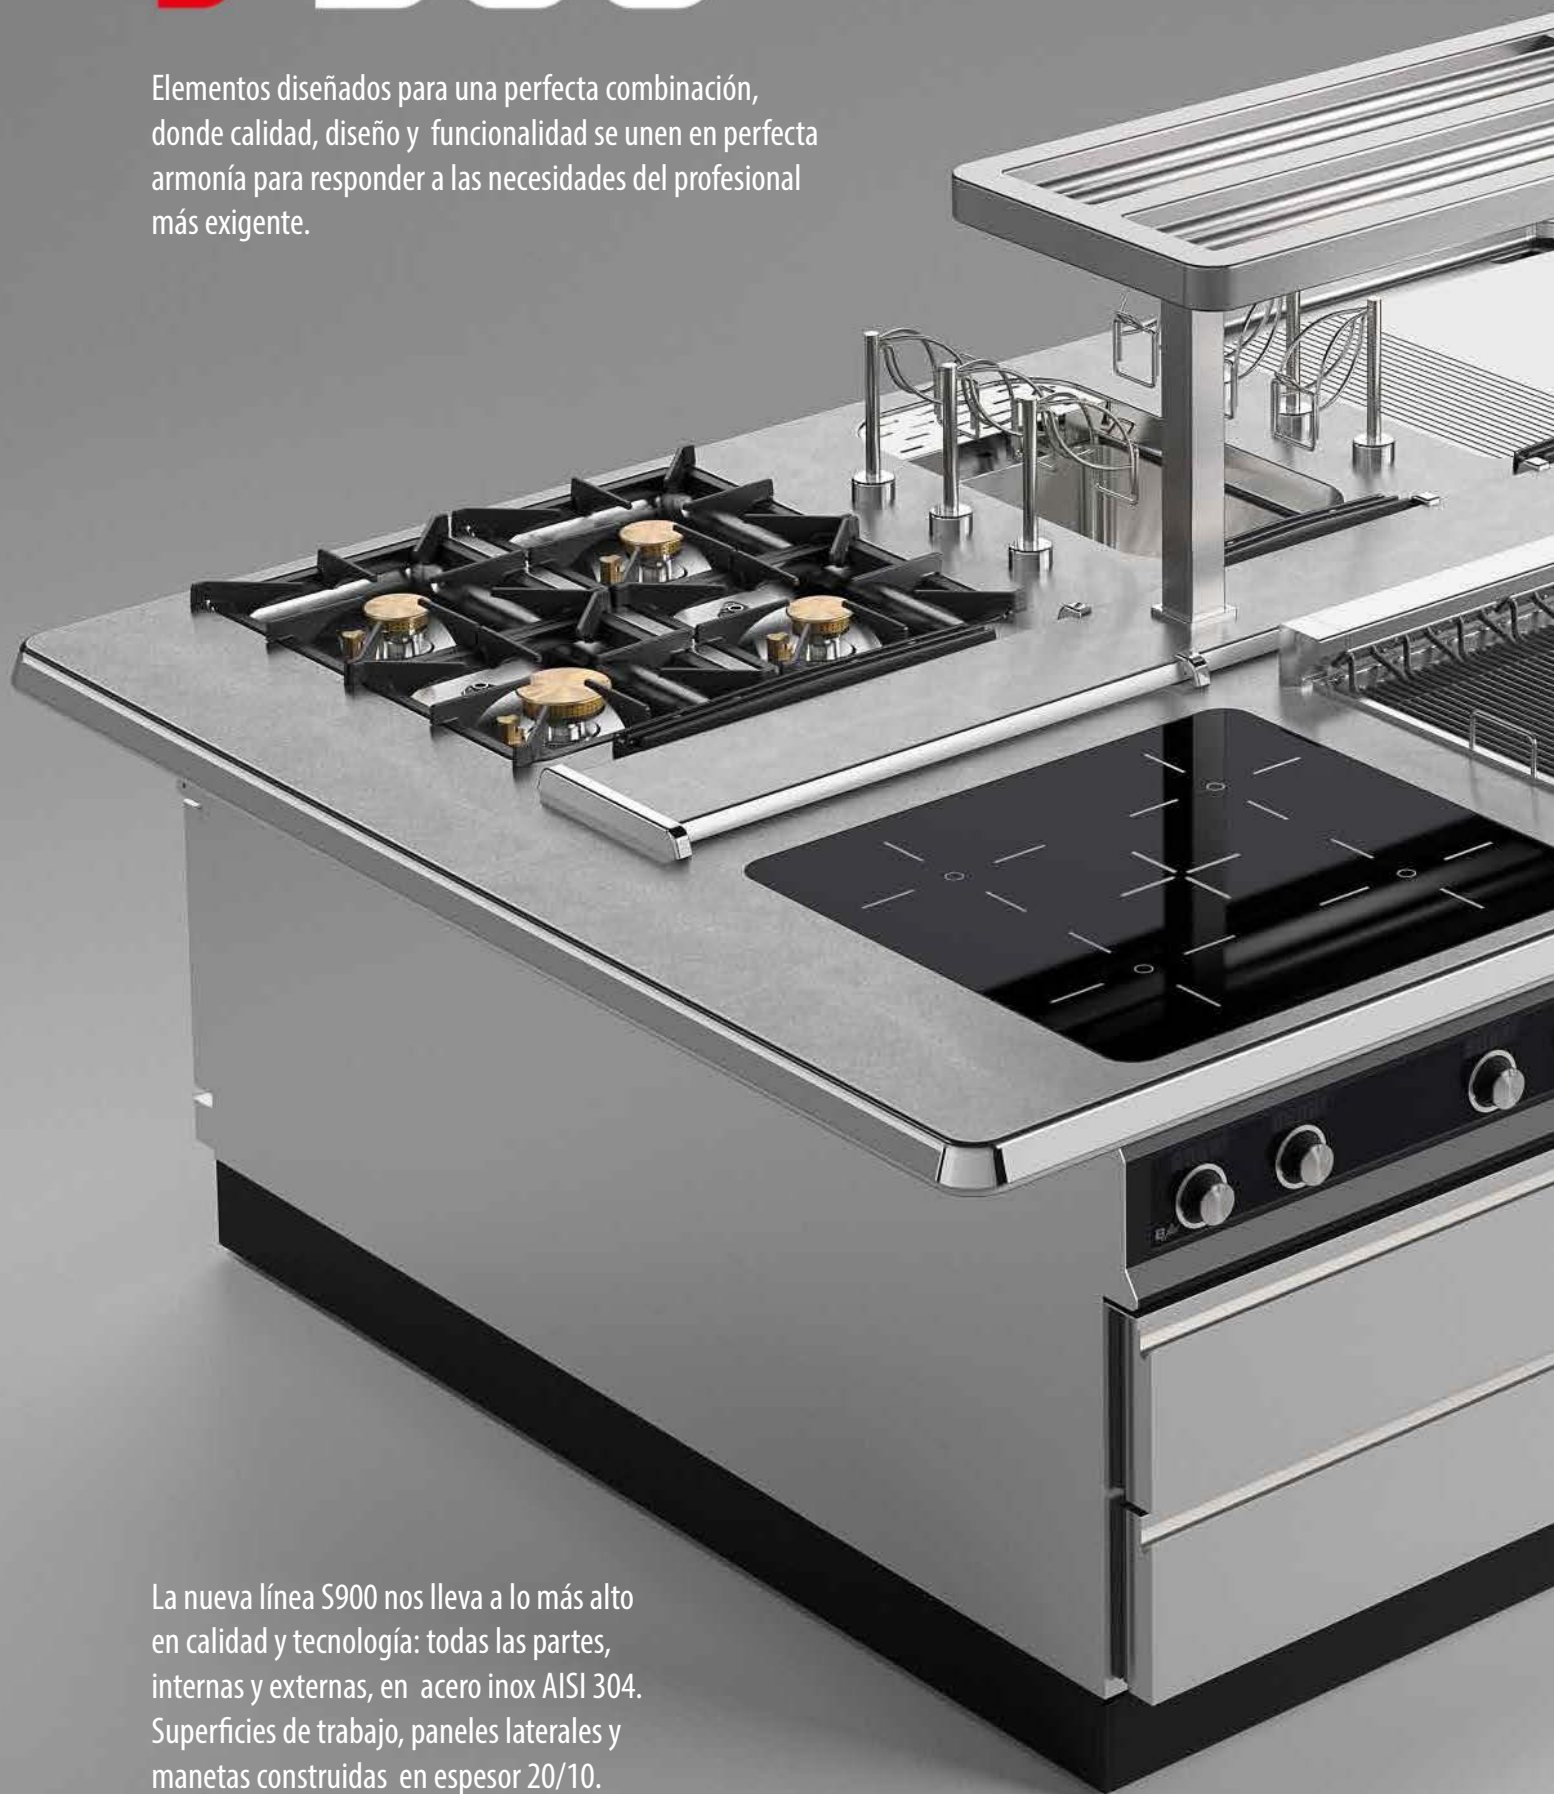 Elementos diseñados para una perfecta combinación,
donde calidad, diseño y funcionalidad se unen en perfecta
armonía para responder a las necesidades del profesional
más exigente.
La nueva línea S900 nos lleva a lo más alto
en calidad y tecnología: todas las partes,
internas y externas, en acero inox AISI 304.
Superficies de trabajo, paneles laterales y
manetas construidas en espesor 20/10.